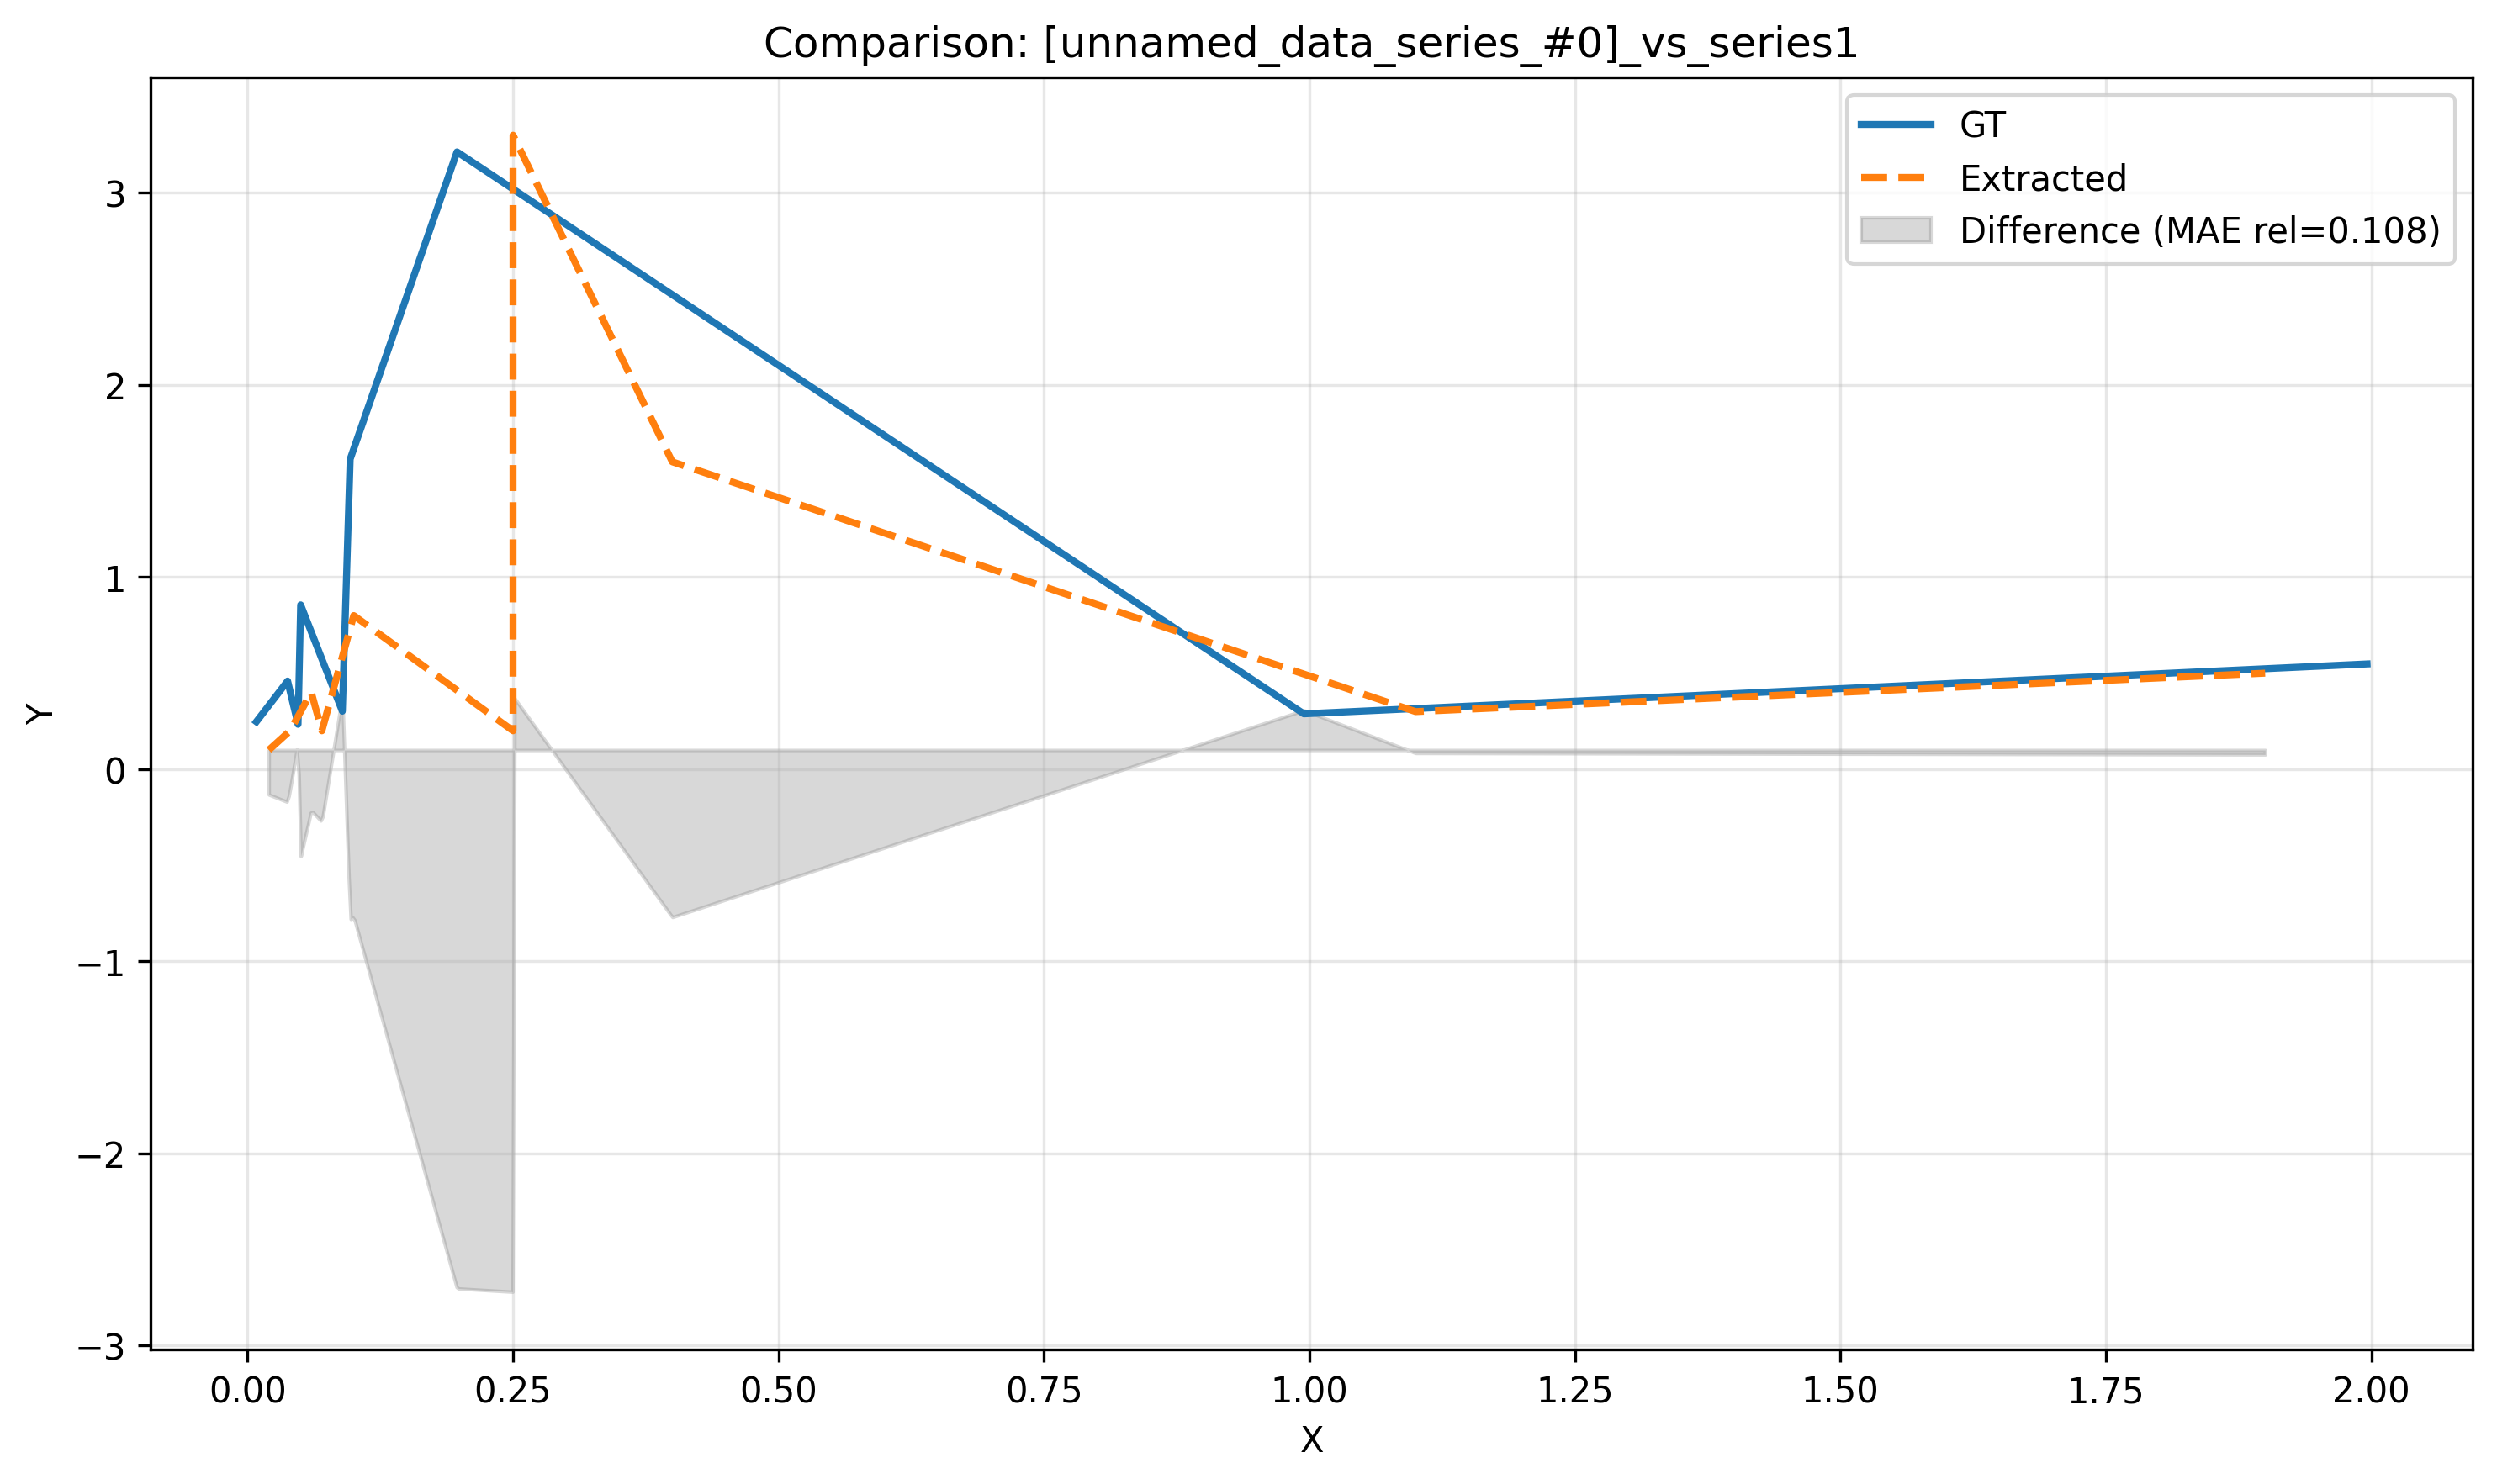 Comparison: [unnamed_data_series_#0]_vs_series1
GT
Extracted
Difference (MAE rel=0.108)
Y
3
2
1
0
−1
−2
−3
0.00 0.25 0.50 0.75 1.00 1.25 1.50 1.75 2.00
X